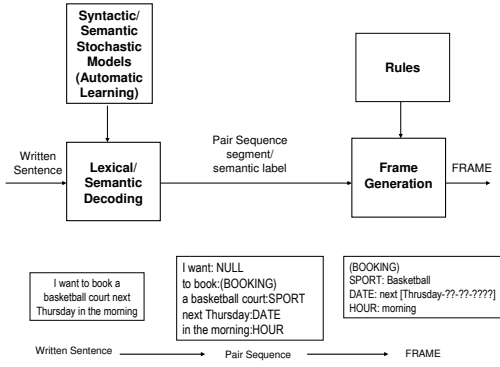 Syntactic/
Semantic
Stochastic
Models
(Automatic
Learning)
Rules
Written
Sentence
Lexical/
Semantic
Decoding
Pair Sequence
segment/
semantic label
Frame
Generation
FRAME
I want to book a
basketball court next
Thursday in the morning
I want: NULL
to book:(BOOKING)
a basketball court:SPORT
next Thursday:DATE
in the morning:HOUR
(BOOKING)
SPORT: Basketball
DATE: next [Thrusday-??-??-????]
HOUR: morning
Written Sentence
Pair Sequence
FRAME